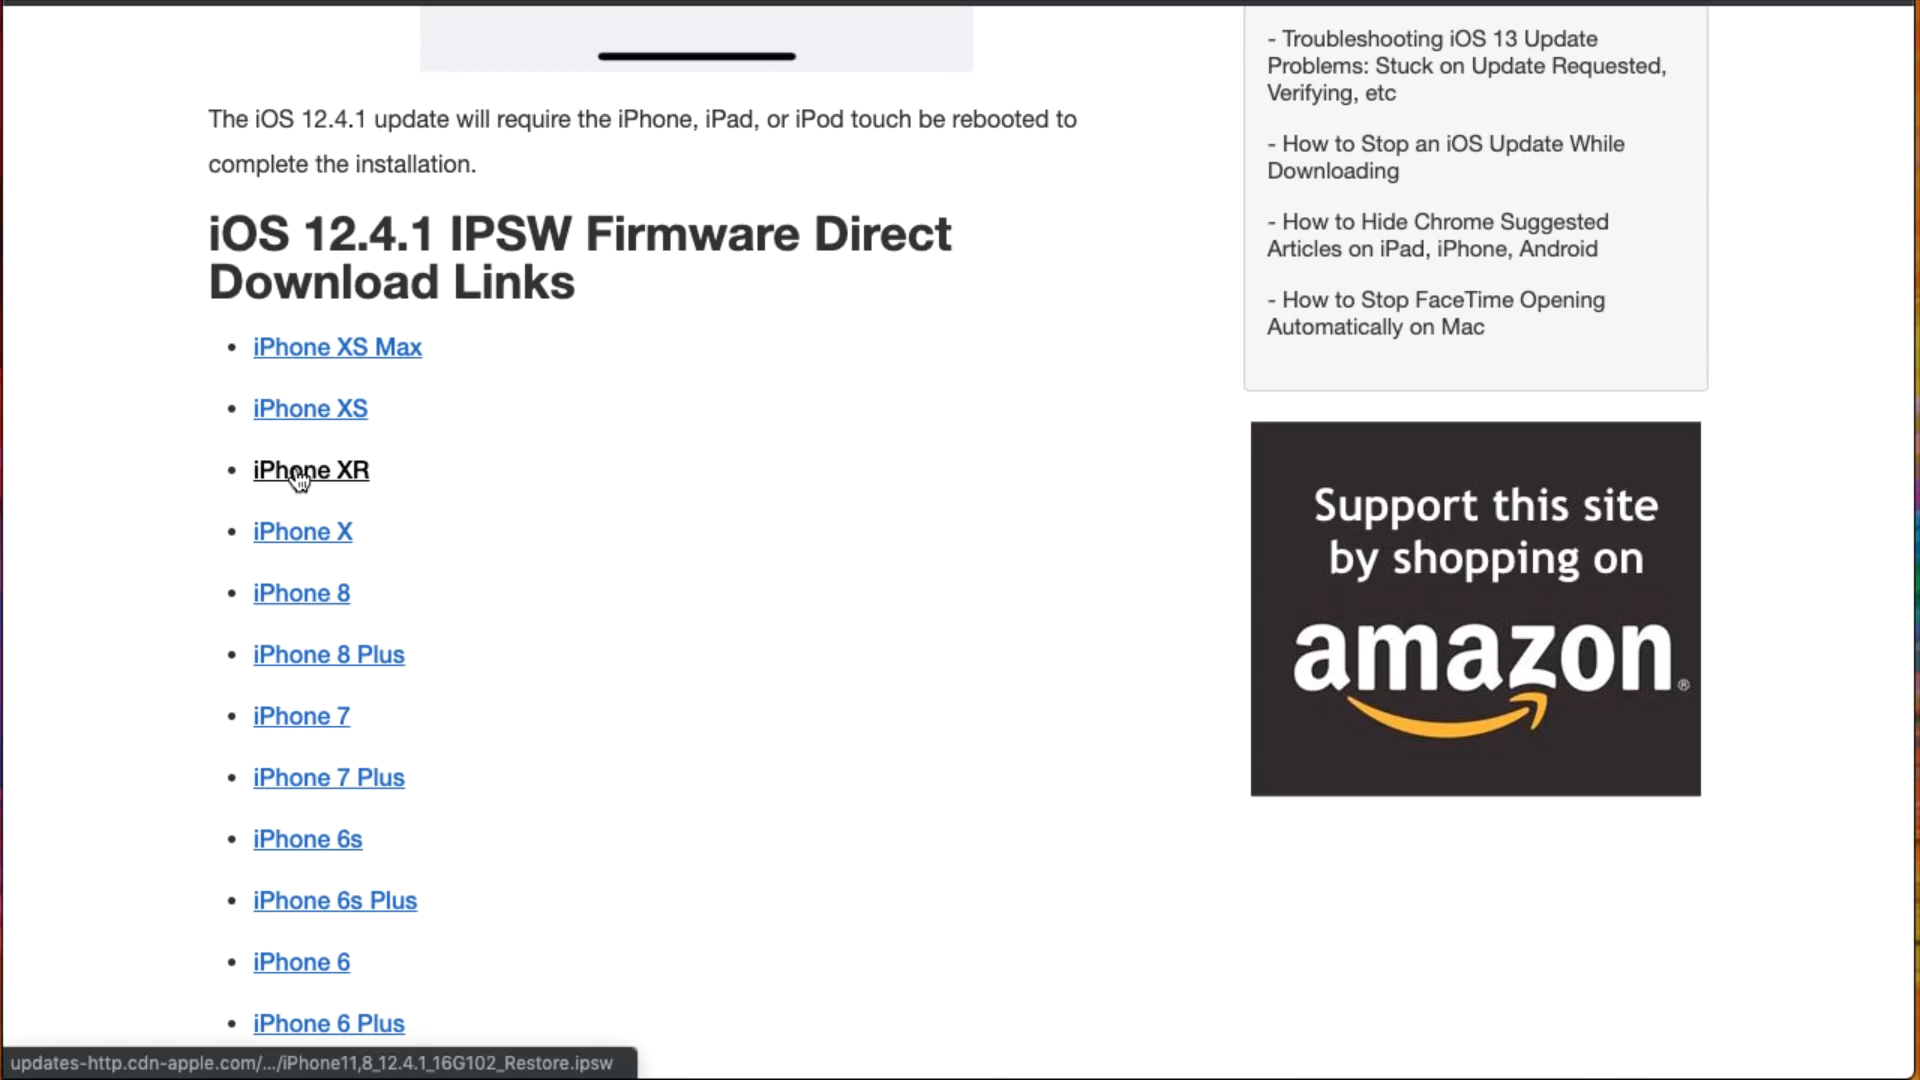 The iOS 12.4.1 update will require the iPhone, iPad, or iPod touch be rebooted to
complete the installation.
iOS 12.4.1 IPSW Firmware Direct
Download Links
• iPhone XS Max
• iPhone XS
• iPhone XR
• iPhone X
• iPhone 8
• iPhone 8 Plus
• iPhone 7
• iPhone 7 Plus
• iPhone 6s
• iPhone 6s Plus
• iPhone 6
• iPhone 6 Plus
- Troubleshooting iOS 13 Update
Problems: Stuck on Update Requested,
Verifying, etc
- How to Stop an iOS Update While
Downloading
- How to Hide Chrome Suggested
Articles on iPad, iPhone, Android
- How to Stop FaceTime Opening
Automatically on Mac
Support this site
by shopping on
amazon®
updates-http.cdn-apple.com/.../iPhone11,8_12.4.1_16G102_Restore.ipsw